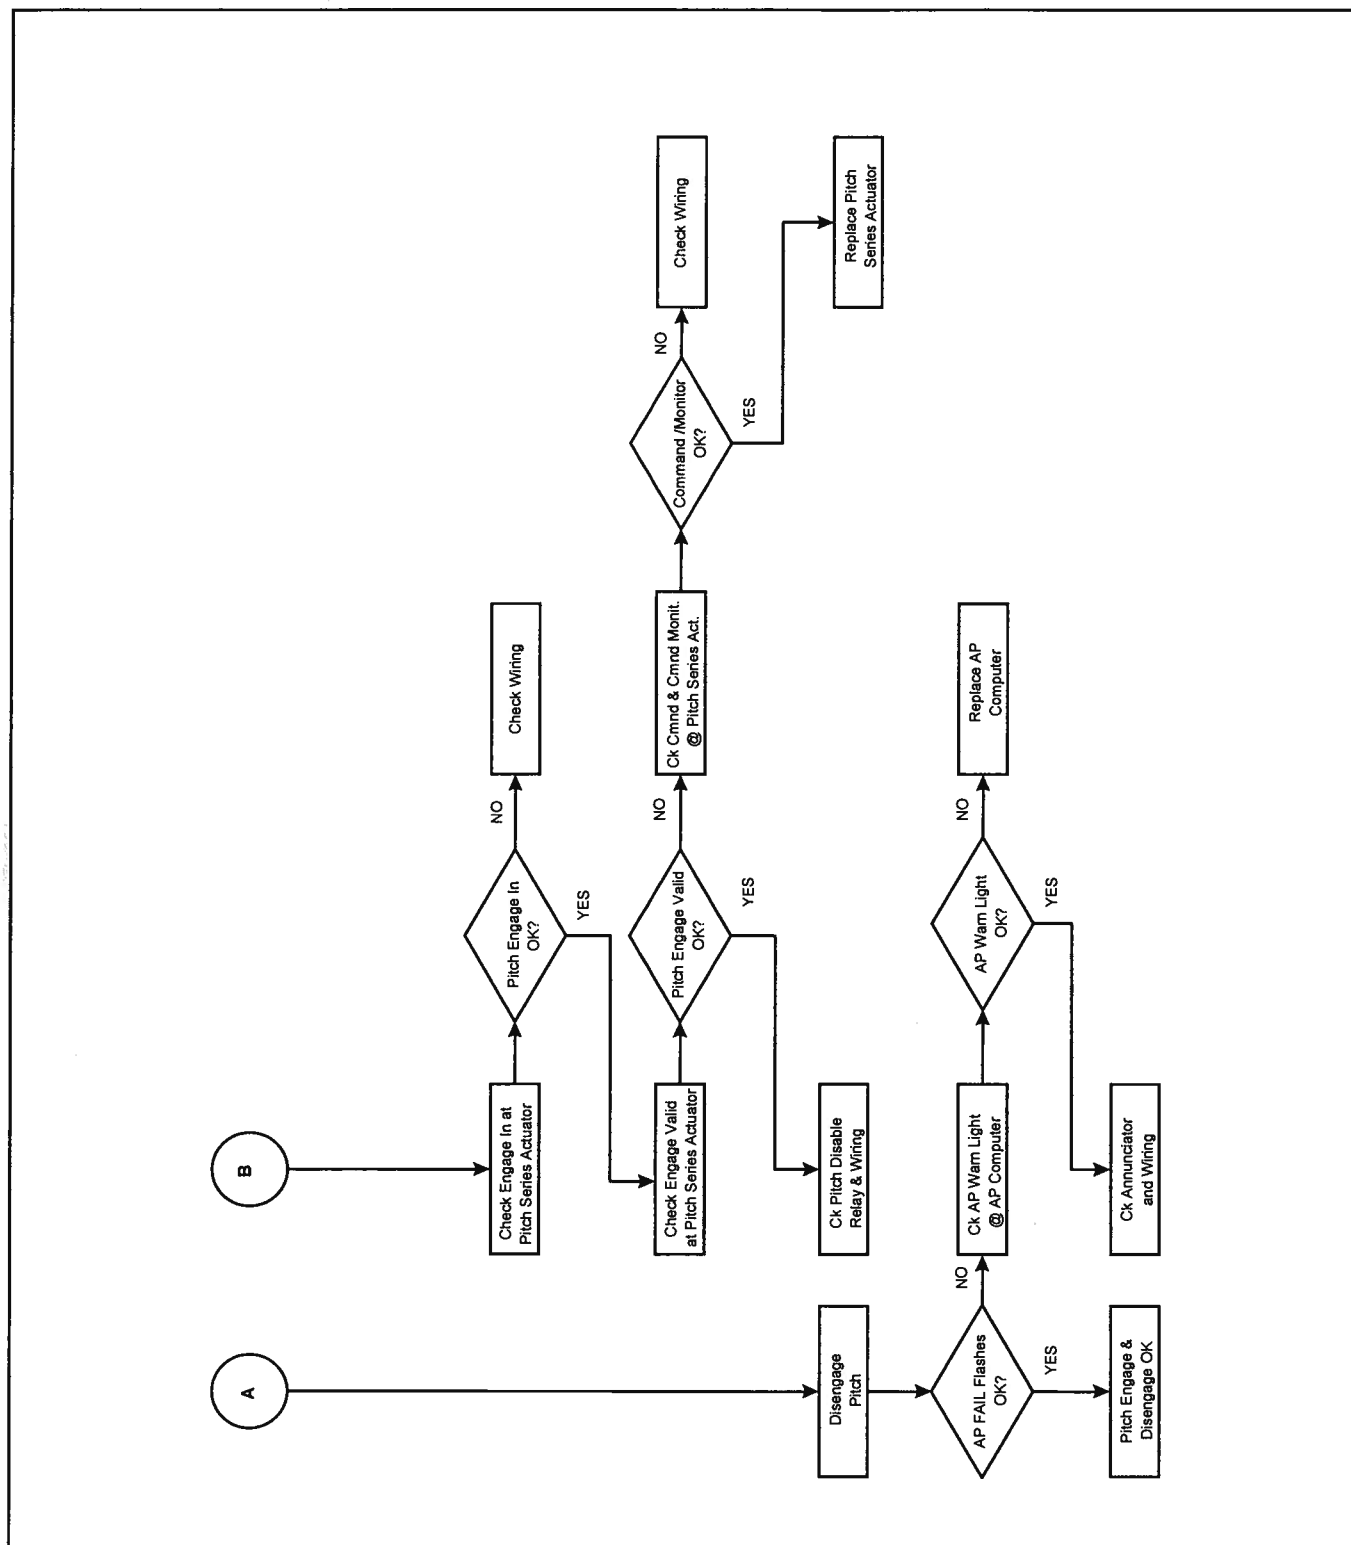 A
B
Check Engage In at
Pitch Series Actuator
Pitch Engage In
OK?
NO
Check Wiring
YES
Check Engage Valid
at Pitch Series Actuator
Pitch Engage Valid
OK?
NO
Ck Cmnd & Cmnd Monit.
@ Pitch Series Act.
Command /Monitor
OK?
NO
Check Wiring
YES
YES
Disengage
Pitch
Ck Pitch Disable
Relay & Wiring
Replace Pitch
Series Actuator
AP FAIL Flashes
OK?
NO
Ck AP Warn Light
@ AP Computer
AP Warn Light
OK?
NO
Replace AP
Computer
YES
YES
Pitch Engage &
Disengage OK
Ck Annunciator
and Wiring